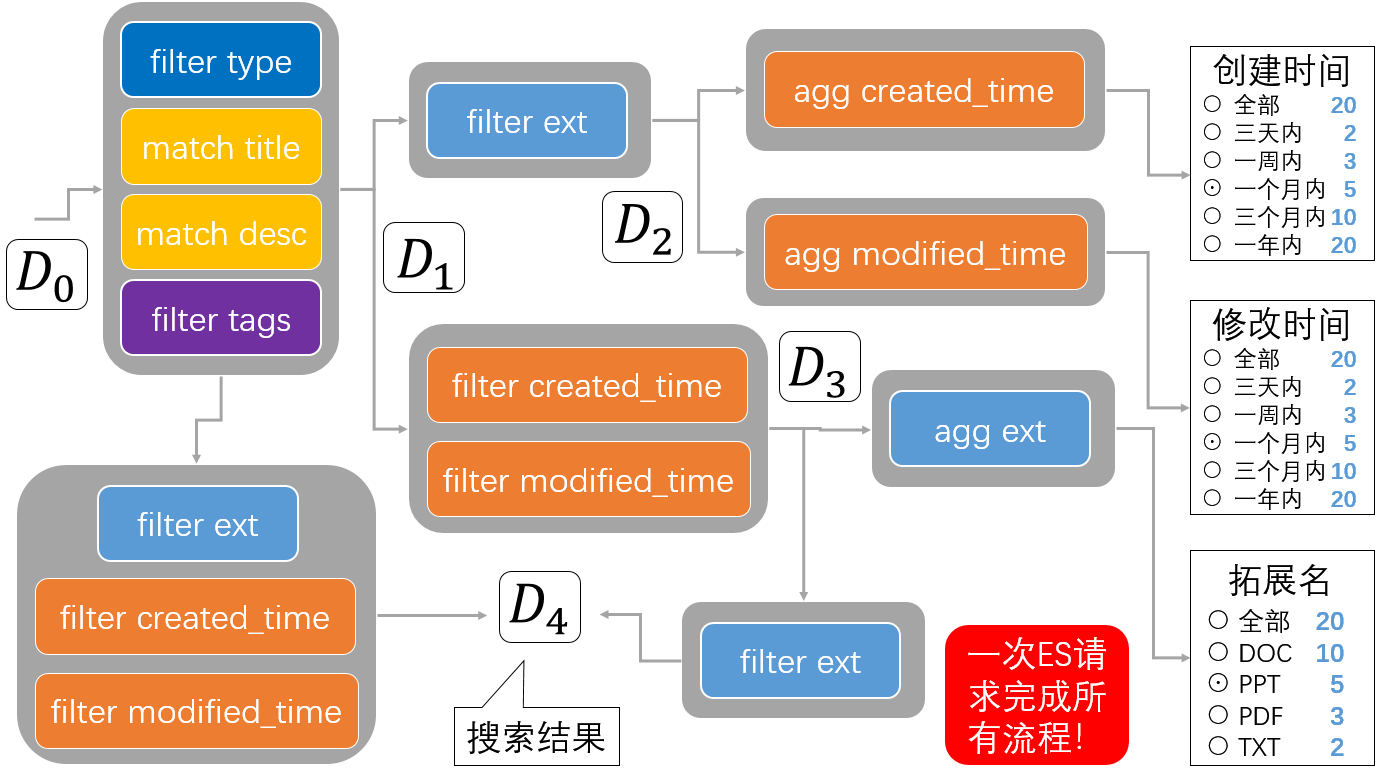 filter type
match title
match desc
filter tags
D0
D1
filter ext
D2
agg created_time
agg modified_time
filter created_time
filter modified_time
D3
agg ext
filter ext
filter created_time
filter modified_time
D4
搜索结果
filter ext
一次ES请
求完成所
有流程!
创建时间
全部 20
三天内 2
一周内 3
一个月内 5
三个月内 10
一年内 20
修改时间
全部 20
三天内 2
一周内 3
一个月内 5
三个月内 10
一年内 20
拓展名
全部 20
DOC 10
PPT 5
PDF 3
TXT 2